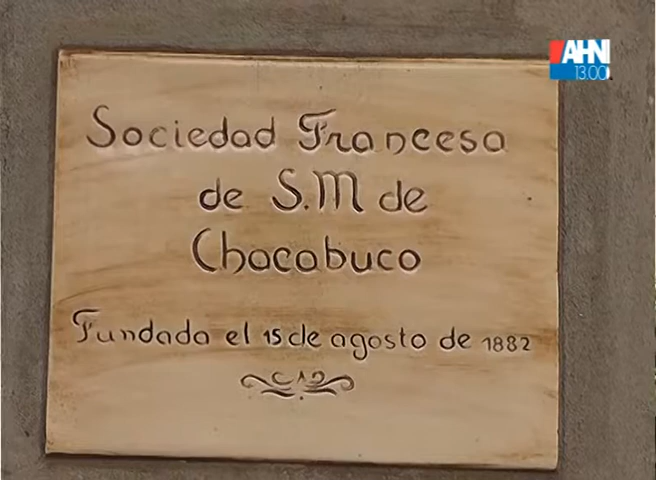 AHN
13:00
Sociedad Francesa
de S.M de
Chacabuco
Fundada el 15 de agosto de 1882